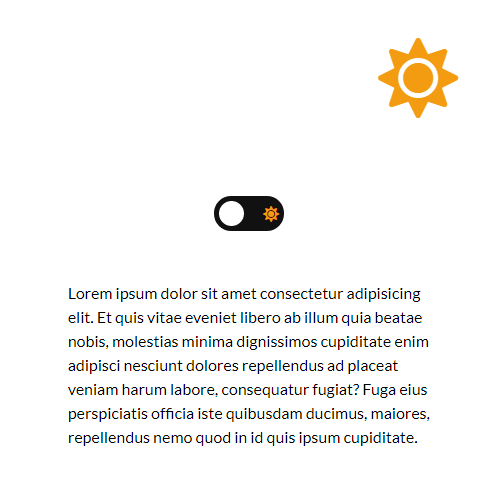 Lorem ipsum dolor sit amet consectetur adipisicing
elit. Et quis vitae eveniet libero ab illum quia beatae
nobis, molestias minima dignissimos cupiditate enim
adipisci nesciunt dolores repellendus ad placeat
veniam harum labore, consequatur fugiat? Fuga eius
perspiciatis officia iste quibusdam ducimus, maiores,
repellendus nemo quod in id quis ipsum cupiditate.